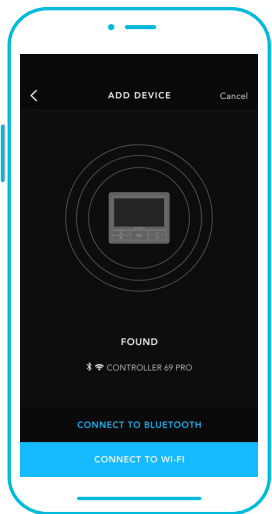 ADD DEVICE Cancel
FOUND
CONTROLLER 69 PRO
CONNECT TO BLUETOOTH
CONNECT TO WI-FI